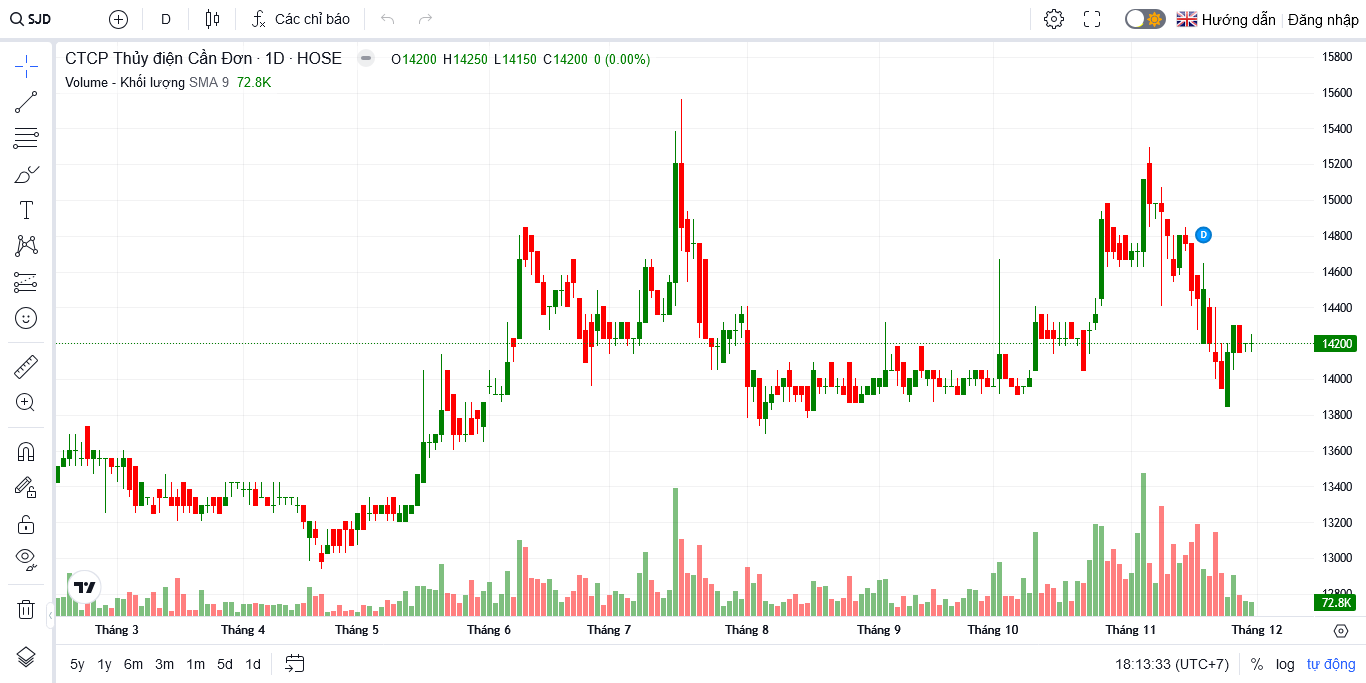 SJD D Các chỉ báo Hướng dẫn Đăng nhập
CTCP Thủy điện Cần Đơn · 1D · HOSE O14200 H14250 L14150 C14200 0 (0.00%)
Volume - Khối lượng SMA 9 72.8K
15800
15600
15400
15200
15000
14800
D
14600
14400
14200
14000
13800
13600
13400
13200
13000
12800
72.8K
Tháng 3 Tháng 4 Tháng 5 Tháng 6 Tháng 7 Tháng 8 Tháng 9 Tháng 10 Tháng 11 Tháng 12
5y 1y 6m 3m 1m 5d 1d 18:13:33 (UTC+7) % log tự động